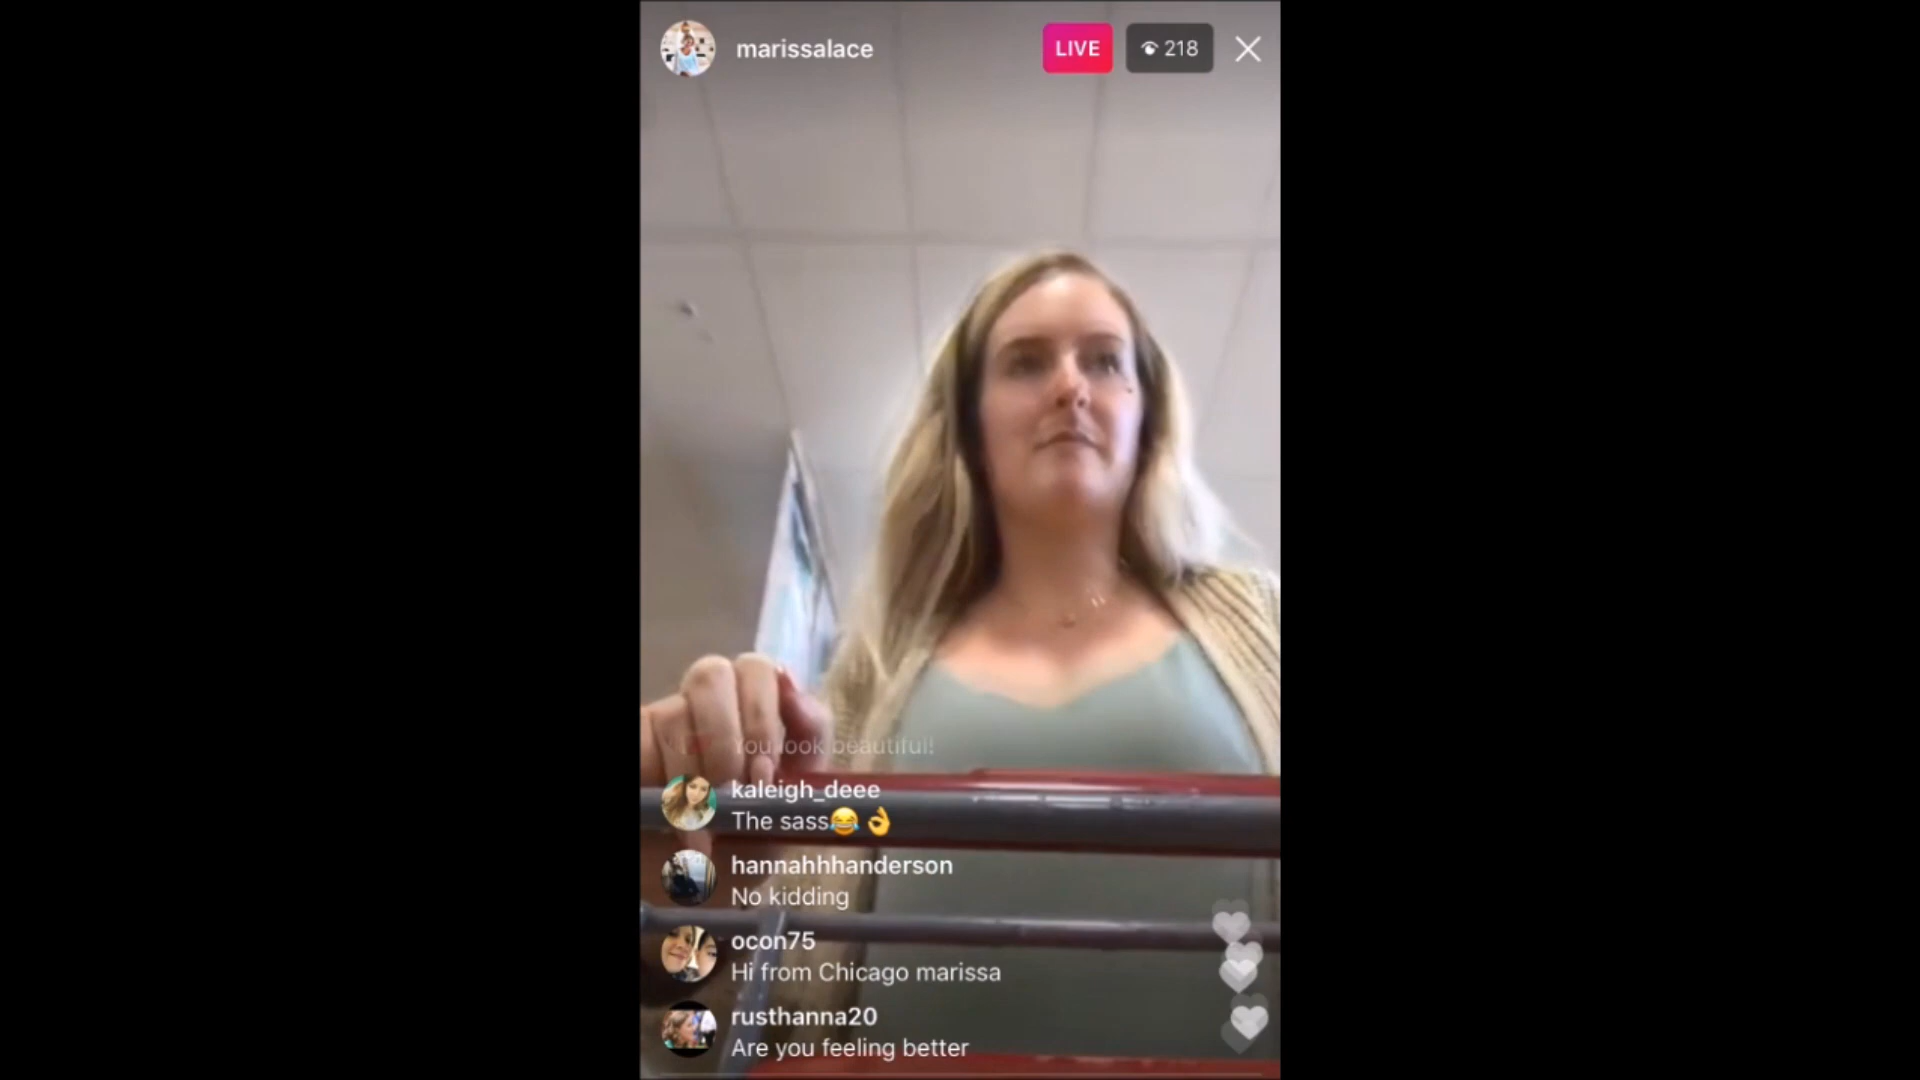 marissalace
LIVE
218
You look beautiful!
kaleigh_deee
The sass😂👌
hannahhhanderson
No kidding
ocon75
Hi from Chicago marissa
rusthanna20
Are you feeling better